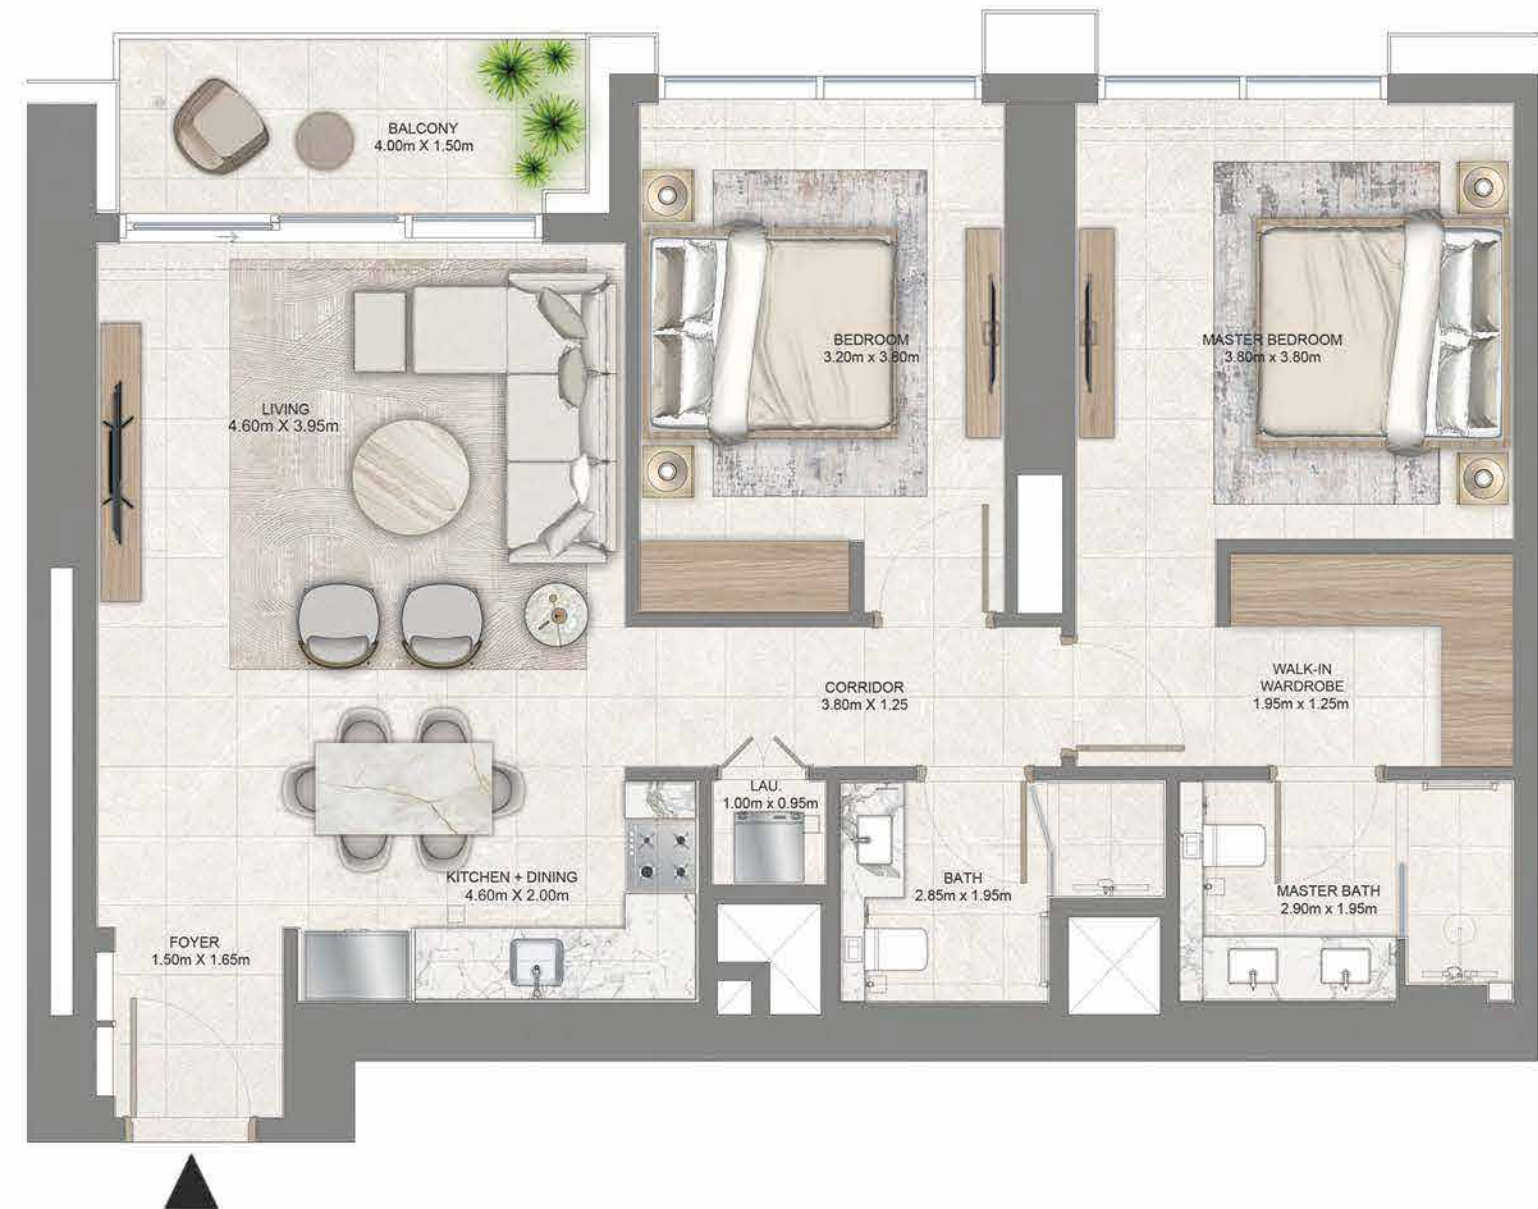 BALCONY
4.00m X 1.50m
BEDROOM
3.20m x 3.80m
MASTER BEDROOM
3.80m x 3.80m
LIVING
4.60m X 3.95m
CORRIDOR
3.80m X 1.25
WALK-IN
WARDROBE
1.95m x 1.25m
LAU.
1.00m x 0.95m
KITCHEN + DINING
4.60m X 2.00m
BATH
2.85m x 1.95m
MASTER BATH
2.90m x 1.95m
FOYER
1.50m X 1.65m